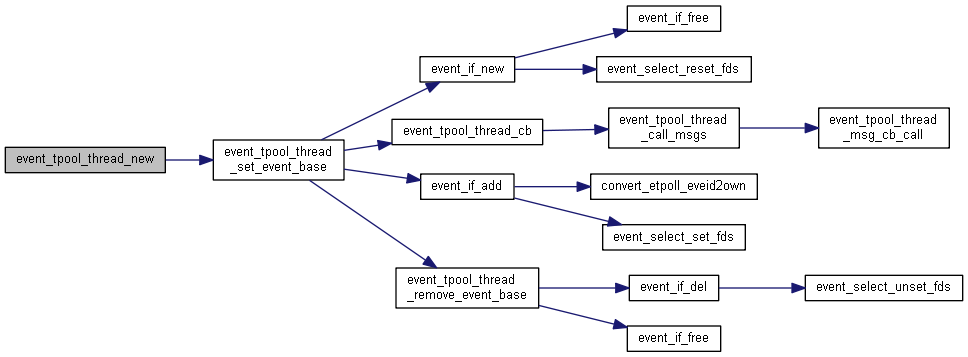 event_if_free
event_if_new
event_select_reset_fds
event_tpool_thread
_call_msgs
event_tpool_thread
_msg_cb_call
event_tpool_thread_cb
event_tpool_thread_new
event_tpool_thread
_set_event_base
event_if_add
convert_etpoll_eveid2own
event_select_set_fds
event_tpool_thread
_remove_event_base
event_if_del
event_select_unset_fds
event_if_free